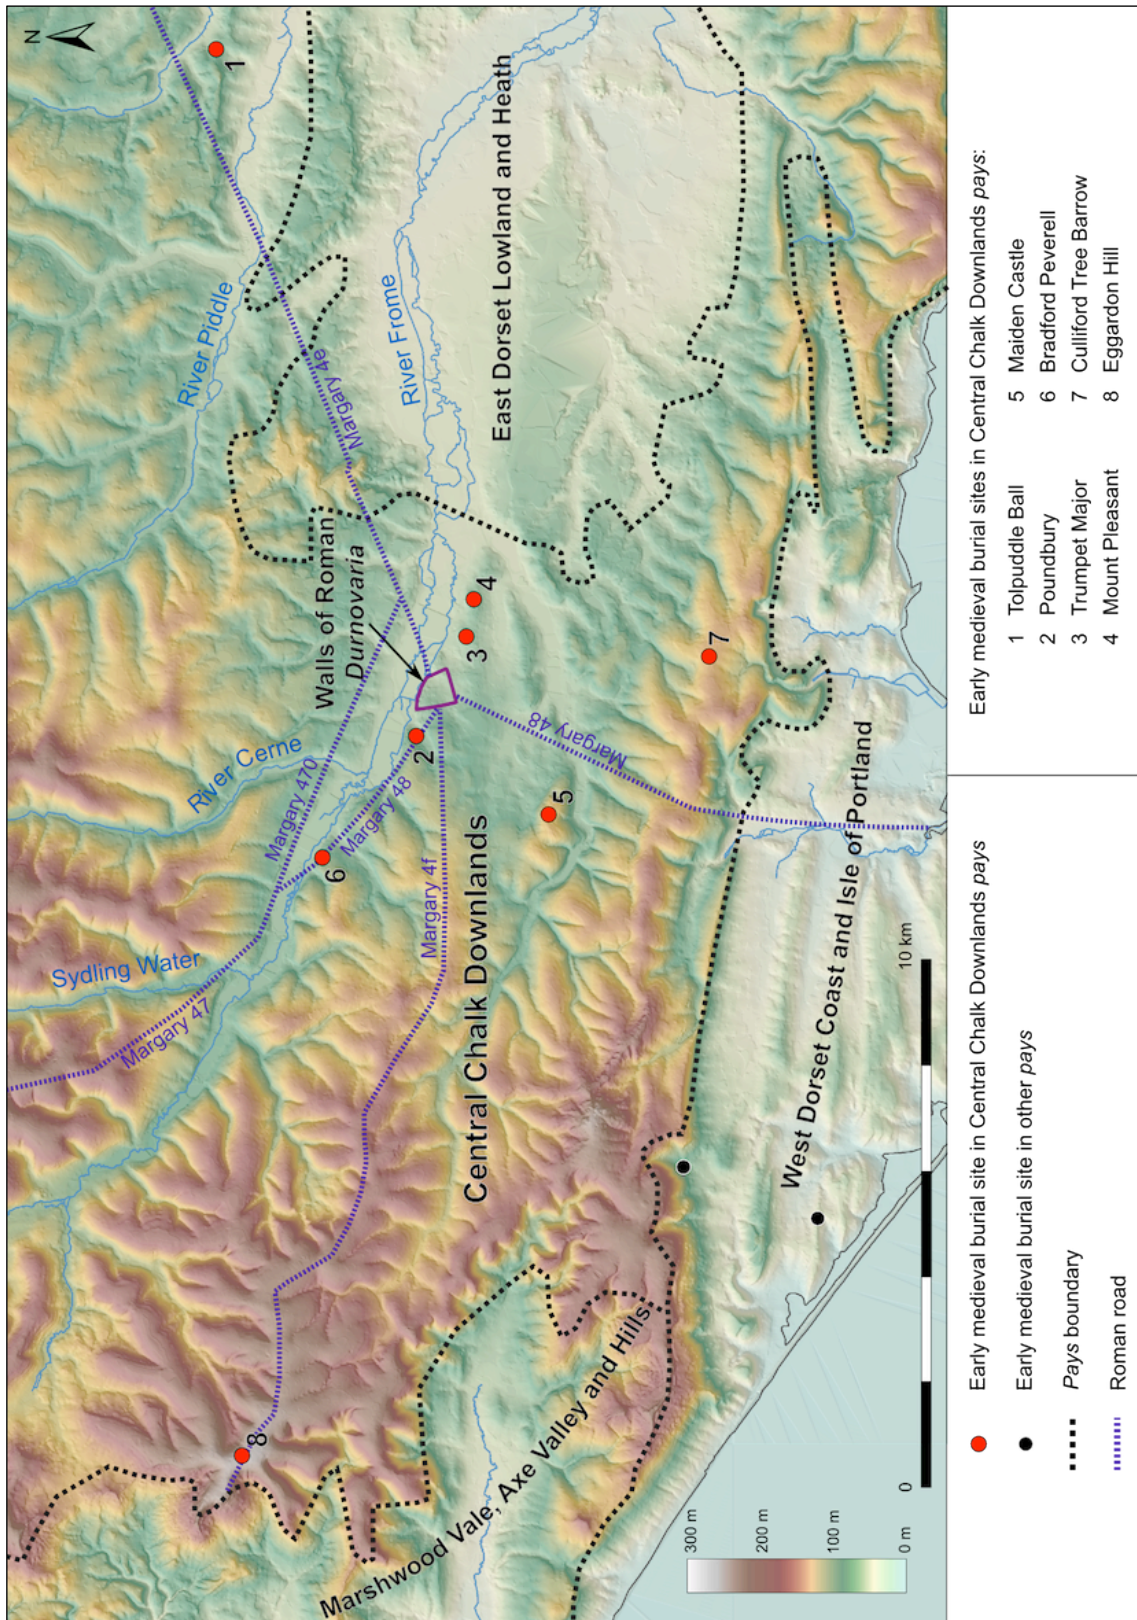 N
1
River Piddle
Margary 4e
River Frome
East Dorset Lowland and Heath
Walls of Roman
Durnovaria
4
3
7
River Cerne
Margary 470
2
Margary 48
Margary 48
5
6
Margary 4f
Central Chalk Downlands
Sydling Water
Margary 47
West Dorset Coast and Isle of Portland
8
Marshwood Vale, Axe Valley and Hills
300 m
200 m
100 m
0 m
0
10 km
Early medieval burial site in Central Chalk Downlands pays
Early medieval burial site in other pays
Pays boundary
Roman road
Early medieval burial sites in Central Chalk Downlands pays:
1 Tolpuddle Ball
2 Poundbury
3 Trumpet Major
4 Mount Pleasant
5 Maiden Castle
6 Bradford Peverell
7 Culliford Tree Barrow
8 Eggardon Hill